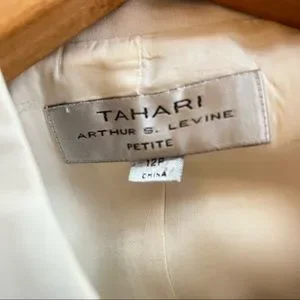 TAHARI
ARTHUR S. LEVINE
PETITE
12P
CHINA